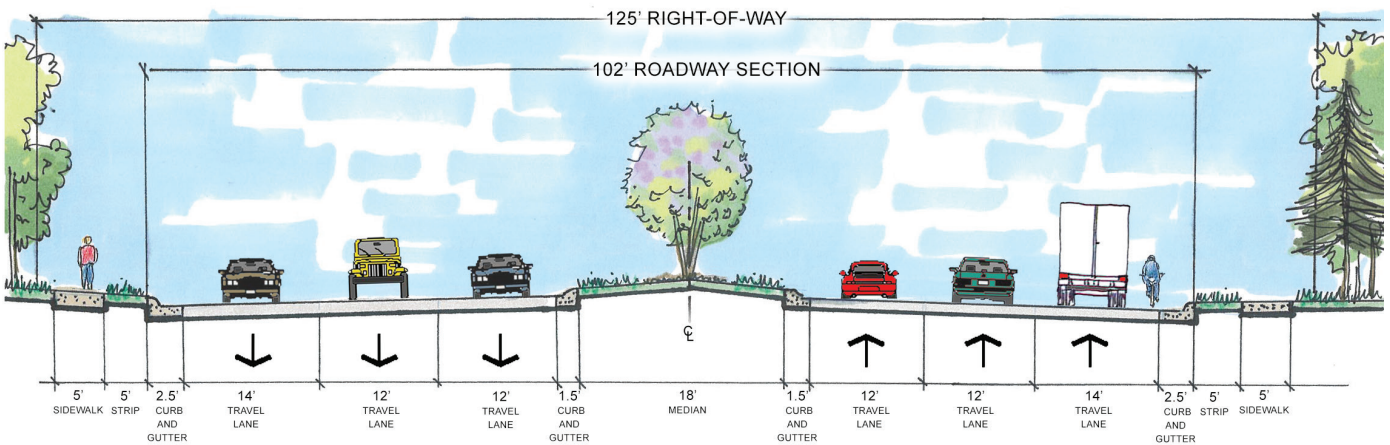 125' RIGHT-OF-WAY
102' ROADWAY SECTION
℄
5'
SIDEWALK
5'
STRIP
2.5'
CURB
AND
GUTTER
14'
TRAVEL
LANE
12'
TRAVEL
LANE
12'
TRAVEL
LANE
1.5'
CURB
AND
GUTTER
18'
MEDIAN
1.5'
CURB
AND
GUTTER
12'
TRAVEL
LANE
12'
TRAVEL
LANE
14'
TRAVEL
LANE
2.5'
CURB
AND
GUTTER
5'
STRIP
5'
SIDEWALK